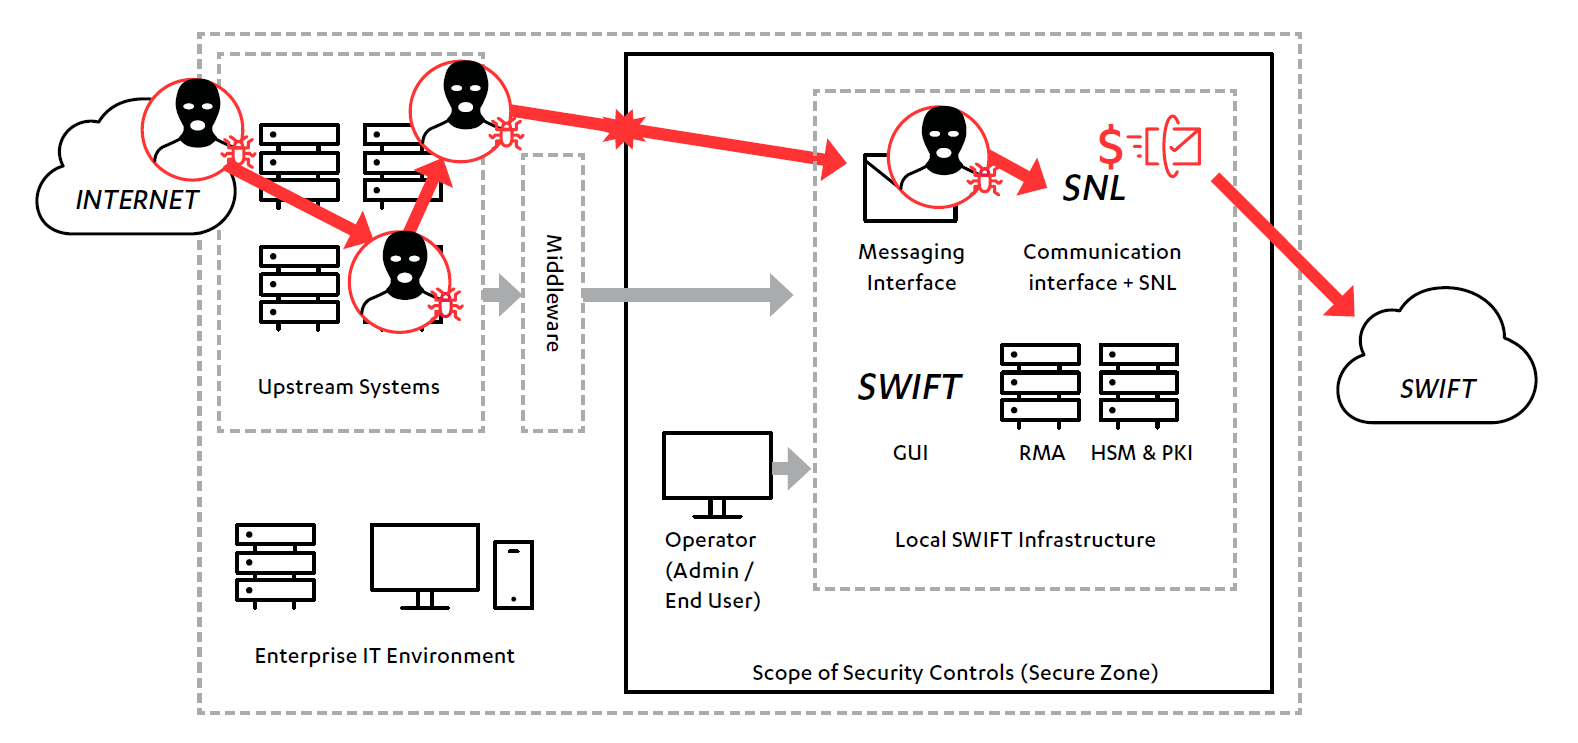 INTERNET
SNL
Messaging
Interface
Communication
interface + SNL
Middleware
Upstream Systems
SWIFT
GUI
RMA
HSM & PKI
SWIFT
Operator
(Admin /
End User)
Local SWIFT Infrastructure
Enterprise IT Environment
Scope of Security Controls (Secure Zone)
$